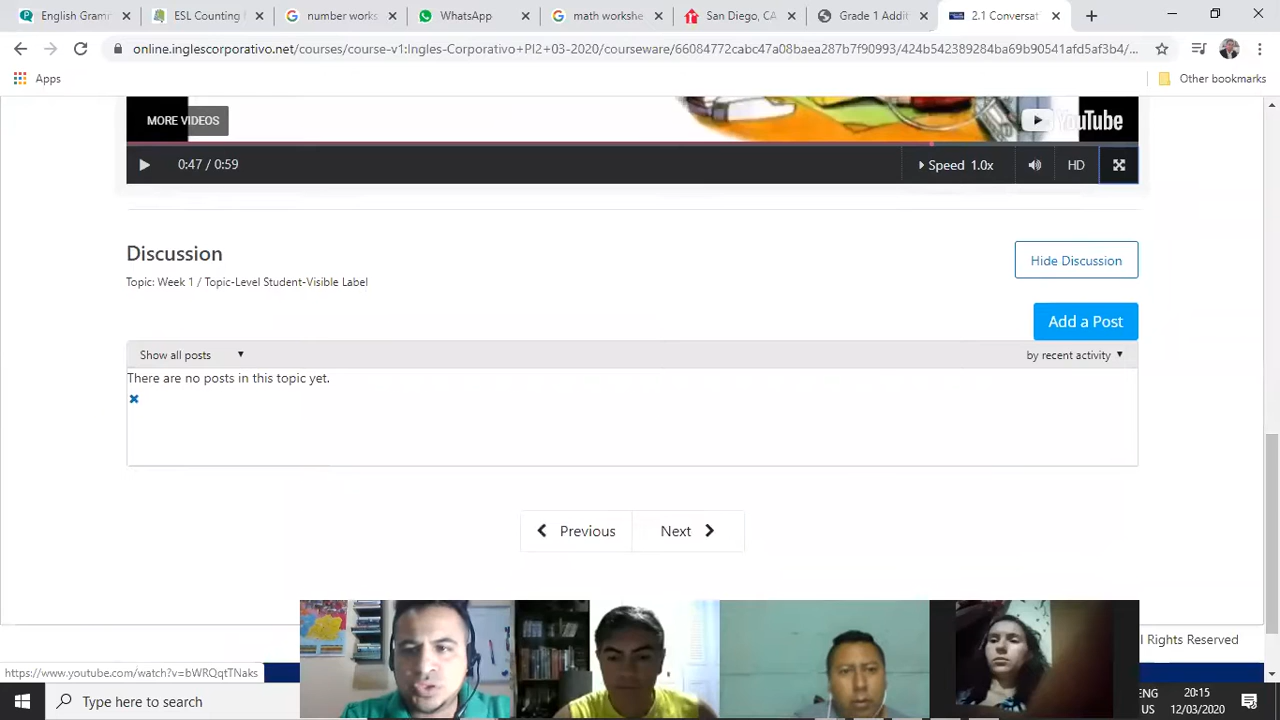 English Gramm
ESL Counting
number works
WhatsApp
math workshe
San Diego, CA
Grade 1 Additi
2.1 Conversat
online.inglescorporativo.net/courses/course-v1:Ingles-Corporativo+PI2+03-2020/courseware/66084772cabc47a08baea287b7f90993/424b542389284ba69b90541afd5af3b4/...
Apps
Other bookmarks
MORE VIDEOS
YouTube
0:47 / 0:59
Speed 1.0x
HD
Discussion
Hide Discussion
Topic: Week 1 / Topic-Level Student-Visible Label
Add a Post
Show all posts
by recent activity
There are no posts in this topic yet.
Previous
Next
l Rights Reserved
https://www.youtube.com/watch?v=bWRQqtTNaks
Type here to search
ENG
US
20:15
12/03/2020